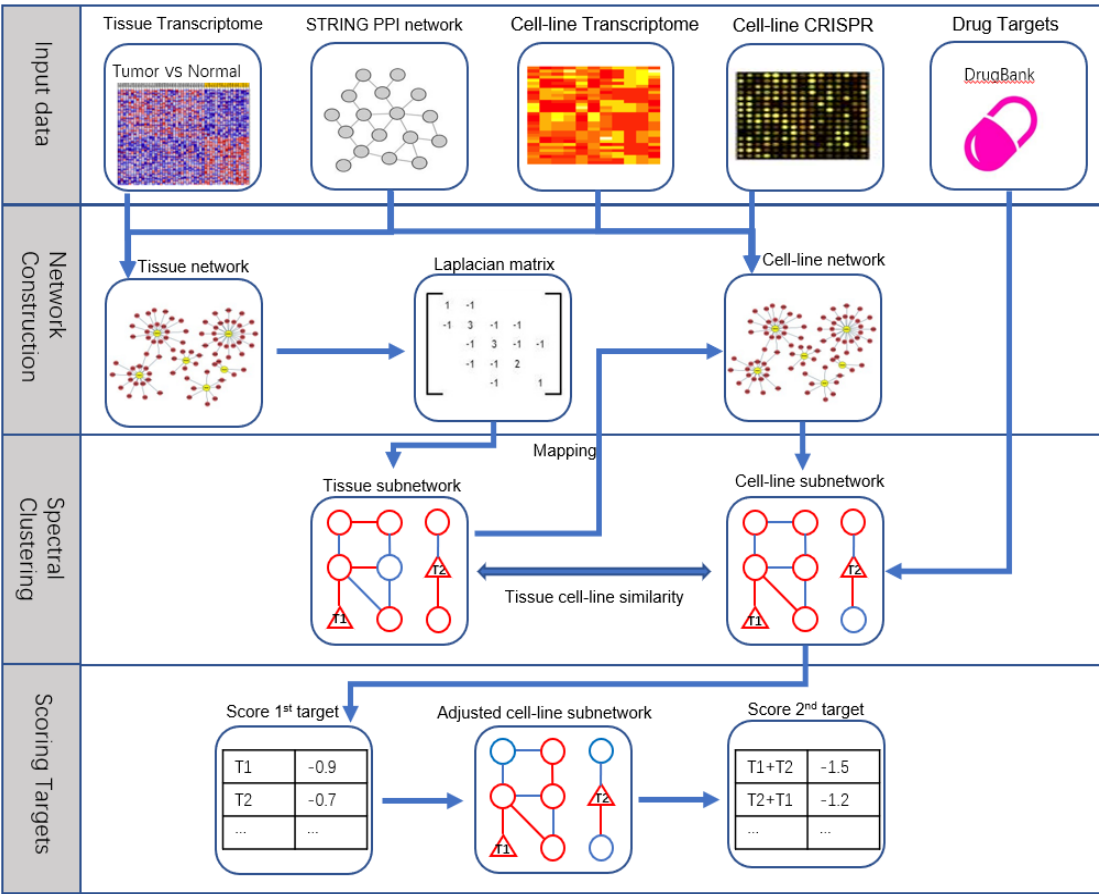 Input data
Tissue Transcriptome
STRING PPI network
Cell-line Transcriptome
Cell-line CRISPR
Drug Targets
Tumor VS Normal
DrugBank
Network
Construction
Tissue network
Laplacian matrix
Cell-line network
1 -1
-1 3 -1 -1
-1 3 -1 -1
-1 -1 2
-1 1
Spectral
Clustering
Mapping
Tissue subnetwork
Cell-line subnetwork
T2
T2
Tissue cell-line similarity
T1
T1
Scoring Targets
Score 1st target
Adjusted cell-line subnetwork
Score 2nd target
T1 -0.9
T2 -0.7
... ...
T2
T1
T1+T2 -1.5
T2+T1 -1.2
... ...